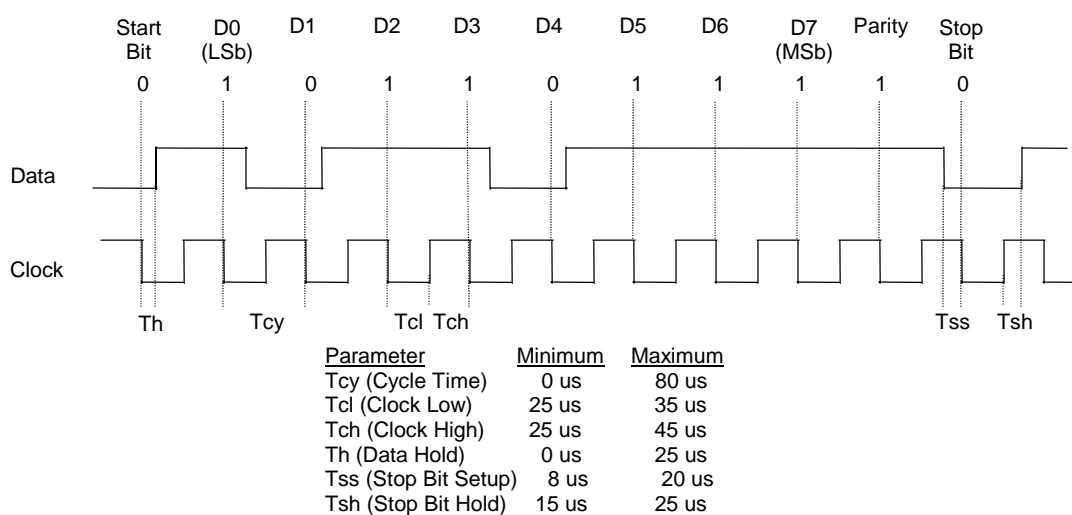 Start Bit D0 (LSb) D1 D2 D3 D4 D5 D6 D7 (MSb) Parity Stop Bit
0 1 0 1 1 0 1 1 1 1 0
Data
Clock
Th Tcy Tcl Tch Tss Tsh
Parameter Minimum Maximum
Tcy (Cycle Time) 0 us 80 us
Tcl (Clock Low) 25 us 35 us
Tch (Clock High) 25 us 45 us
Th (Data Hold) 0 us 25 us
Tss (Stop Bit Setup) 8 us 20 us
Tsh (Stop Bit Hold) 15 us 25 us